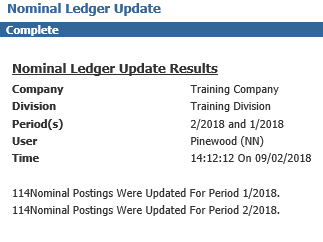 Nominal Ledger Update
Complete
Nominal Ledger Update Results
Company Training Company
Division Training Division
Period(s) 2/2018 and 1/2018
User Pinewood (NN)
Time 14:12:12 On 09/02/2018
114Nominal Postings Were Updated For Period 1/2018.
114Nominal Postings Were Updated For Period 2/2018.